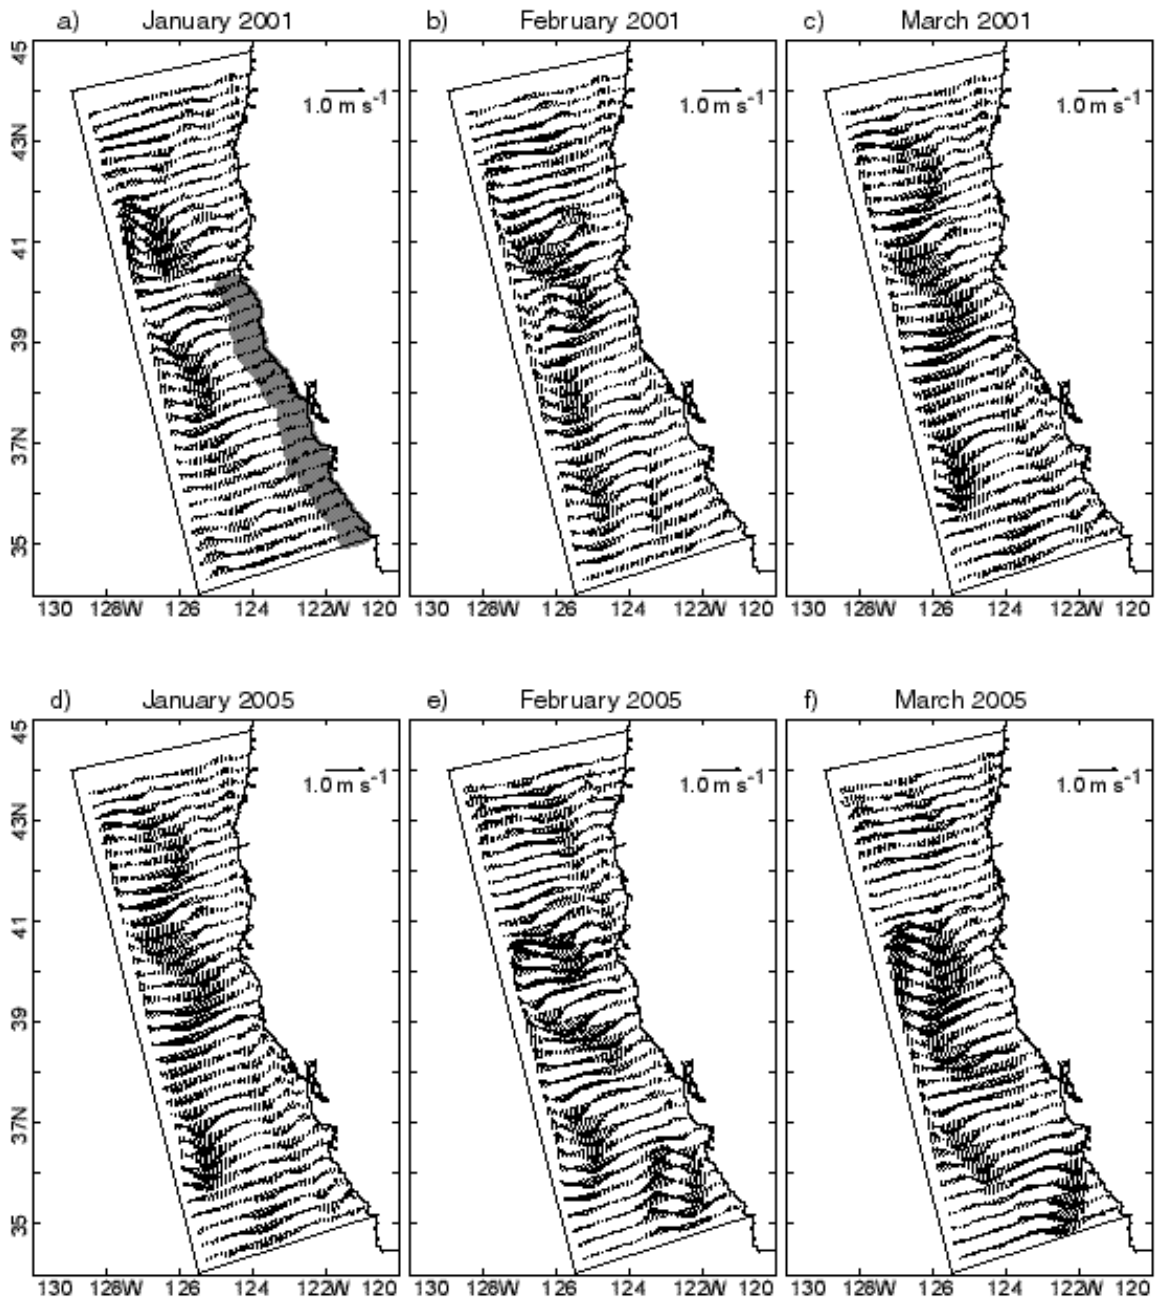 a) January 2001 b) February 2001 c) March 2001
45 43N 41 39 37N 35
1.0 m s⁻¹ 1.0 m s⁻¹ 1.0 m s⁻¹
130 128W 126 124 122W 120 130 128W 126 124 122W 120 130 128W 126 124 122W 120
d) January 2005 e) February 2005 f) March 2005
45 43N 41 39 37N 35
1.0 m s⁻¹ 1.0 m s⁻¹ 1.0 m s⁻¹
130 128W 126 124 122W 120 130 128W 126 124 122W 120 130 128W 126 124 122W 120